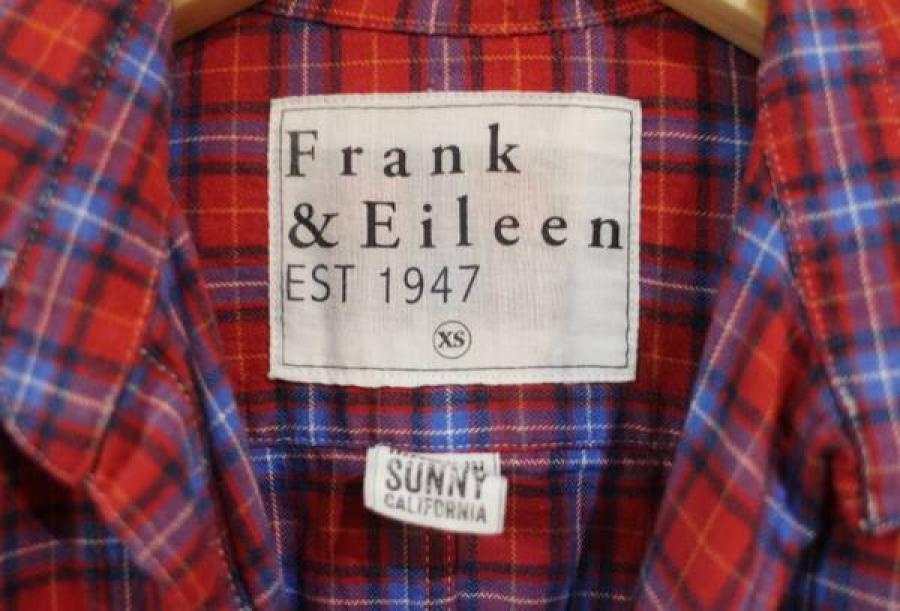 Frank
& Eileen
EST 1947
XS
SUNNY
CALIFORNIA